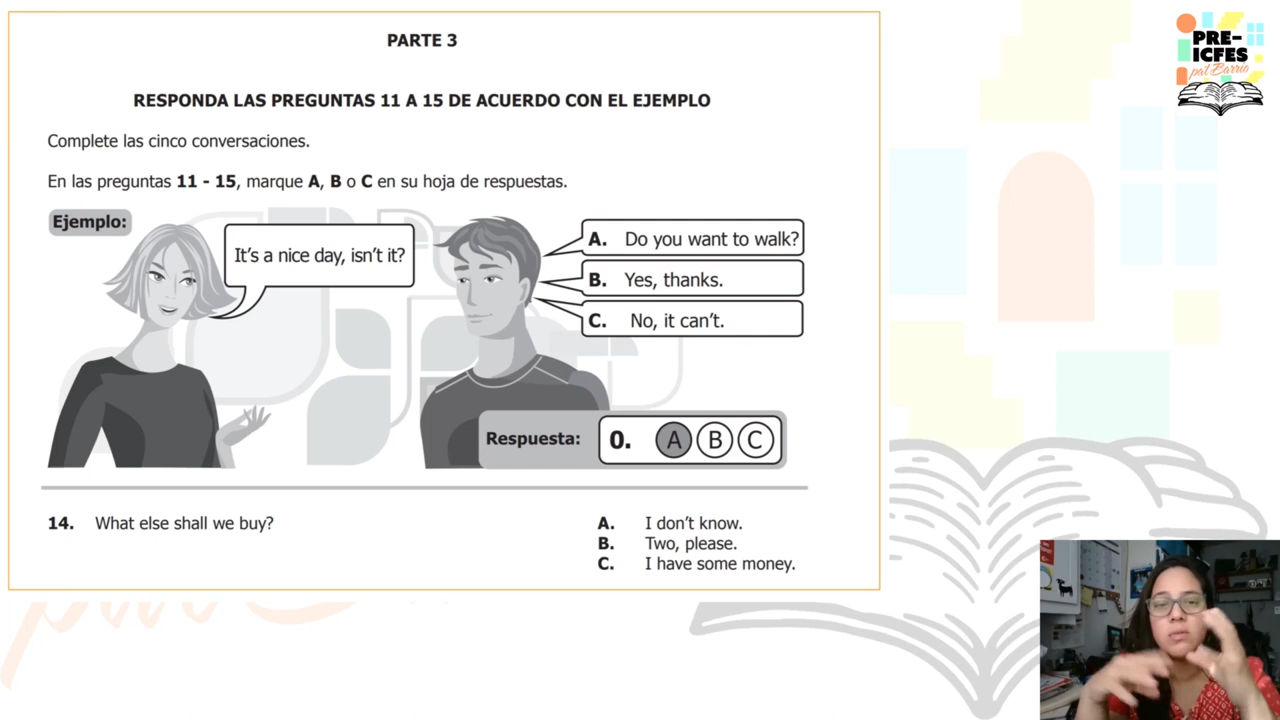 PARTE 3
PRE-
ICFES
pal Barrio
RESPONDA LAS PREGUNTAS 11 A 15 DE ACUERDO CON EL EJEMPLO
Complete las cinco conversaciones.
En las preguntas 11 - 15, marque A, B o C en su hoja de respuestas.
Ejemplo:
It's a nice day, isn't it?
A. Do you want to walk?
B. Yes, thanks.
C. No, it can't.
Respuesta: 0. A B C
14. What else shall we buy?
A. I don't know.
B. Two, please.
C. I have some money.